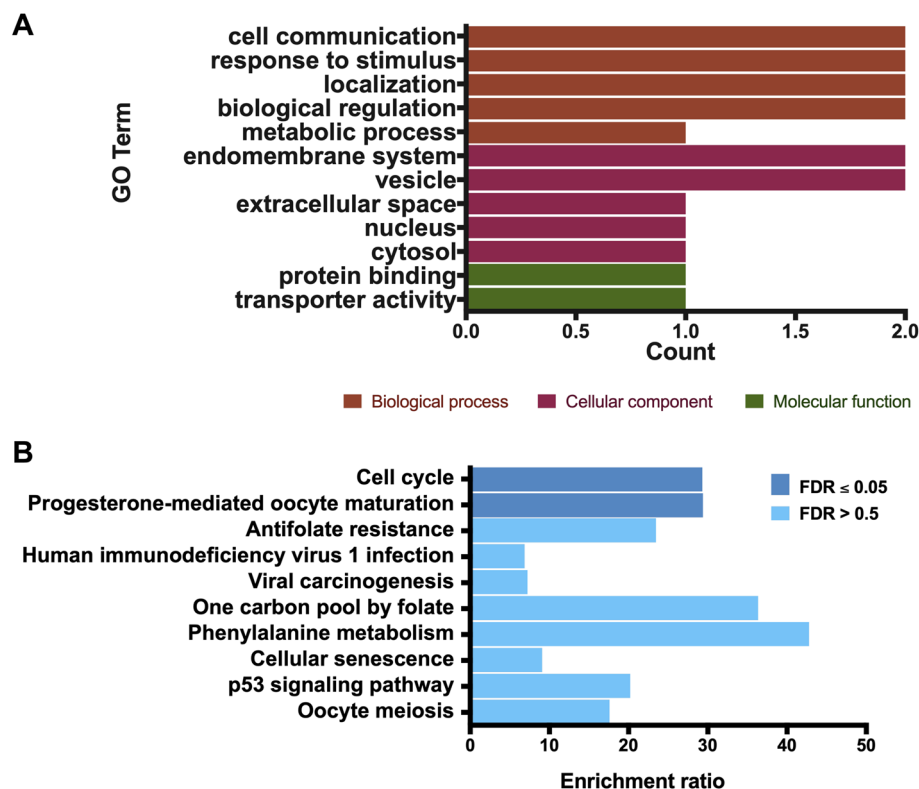 A
GO Term
cell communication
response to stimulus
localization
biological regulation
metabolic process
endomembrane system
vesicle
extracellular space
nucleus
cytosol
protein binding
transporter activity
0.0 0.5 1.0 1.5 2.0
Count
Biological process Cellular component Molecular function
B
Cell cycle
Progesterone-mediated oocyte maturation
Antifolate resistance
Human immunodeficiency virus 1 infection
Viral carcinogenesis
One carbon pool by folate
Phenylalanine metabolism
Cellular senescence
p53 signaling pathway
Oocyte meiosis
FDR ≤ 0.05
FDR > 0.5
0 10 20 30 40 50
Enrichment ratio